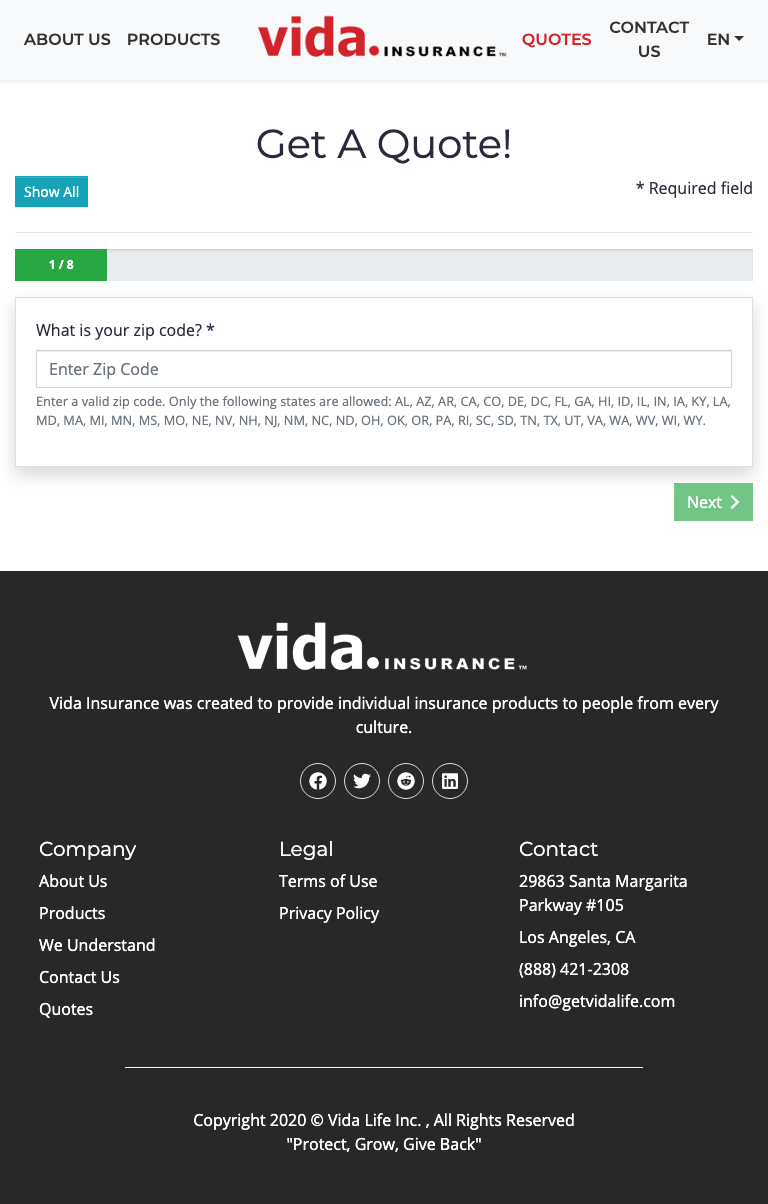 ABOUT US PRODUCTS vida.INSURANCE™ QUOTES CONTACT US EN
Get A Quote!
Show All
* Required field
1 / 8
What is your zip code? *
Enter Zip Code
Enter a valid zip code. Only the following states are allowed: AL, AZ, AR, CA, CO, DE, DC, FL, GA, HI, ID, IL, IN, IA, KY, LA,
MD, MA, MI, MN, MS, MO, NE, NV, NH, NJ, NM, NC, ND, OH, OK, OR, PA, RI, SC, SD, TN, TX, UT, VA, WA, WV, WI, WY.
Next
vida.INSURANCE™
Vida Insurance was created to provide individual insurance products to people from every
culture.
Company
About Us
Products
We Understand
Contact Us
Quotes
Legal
Terms of Use
Privacy Policy
Contact
29863 Santa Margarita
Parkway #105
Los Angeles, CA
(888) 421-2308
info@getvidalife.com
Copyright 2020 © Vida Life Inc. , All Rights Reserved
"Protect, Grow, Give Back"